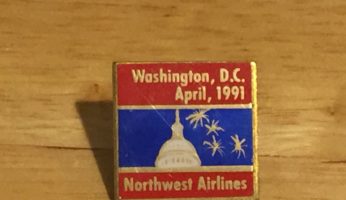 Washington, D.C.
April, 1991
Northwest Airlines